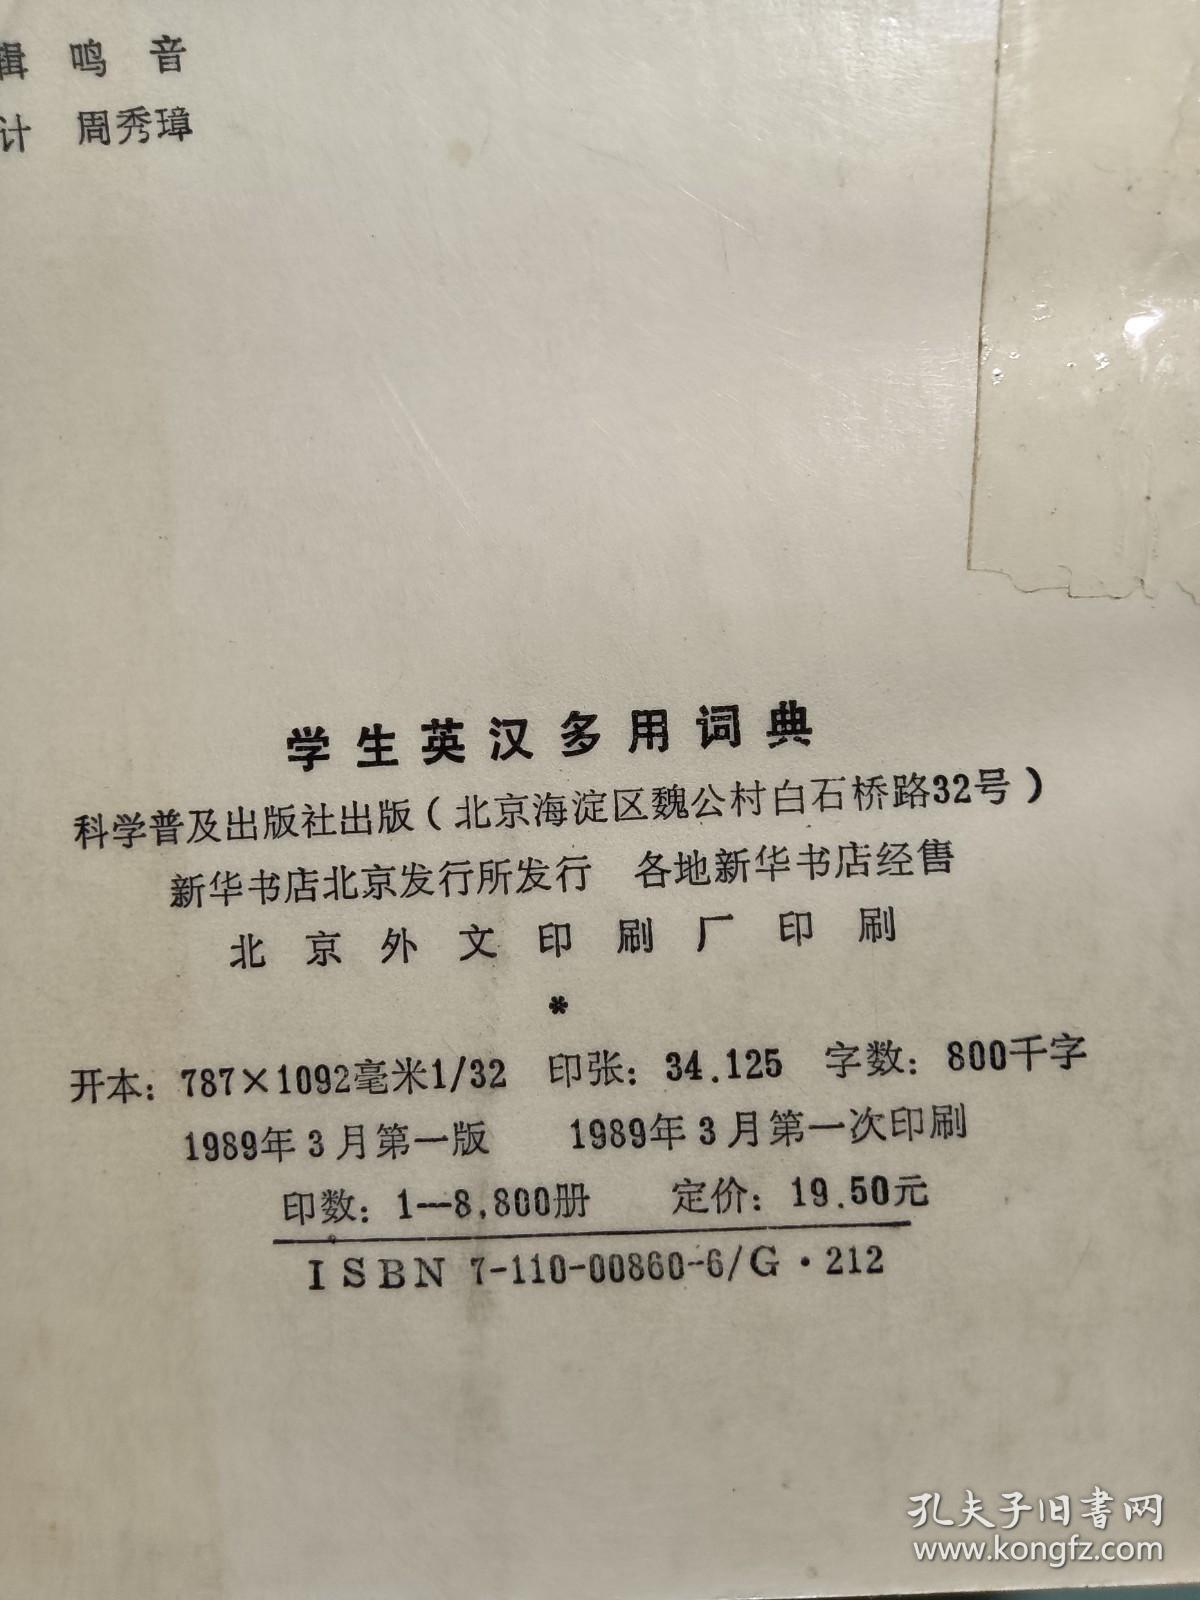 辑 鸣 音
计 周秀璋
学生英汉多用词典
科学普及出版社出版（北京海淀区魏公村白石桥路32号）
新华书店北京发行所发行 各地新华书店经售
北京外文印刷厂印刷
*
开本：787×1092毫米1/32 印张：34.125 字数：800千字
1989年3月第一版 1989年3月第一次印刷
印数：1—8,800册 定价：19.50元
ISBN 7-110-00860-6/G·212
孔夫子旧书网
www.kongfz.com